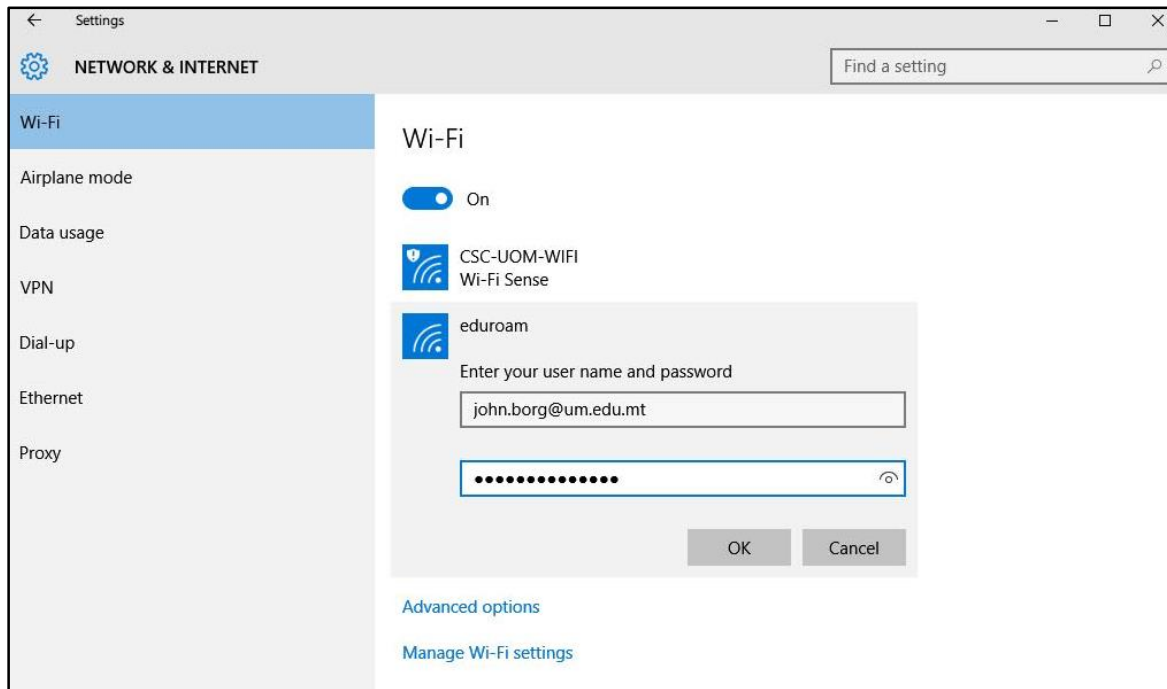 Settings
NETWORK & INTERNET
Find a setting
Wi-Fi
Airplane mode
Data usage
VPN
Dial-up
Ethernet
Proxy
Wi-Fi
On
CSC-UOM-WIFI
Wi-Fi Sense
eduroam
Enter your user name and password
john.borg@um.edu.mt
●●●●●●●●●●●●●●
OK Cancel
Advanced options
Manage Wi-Fi settings